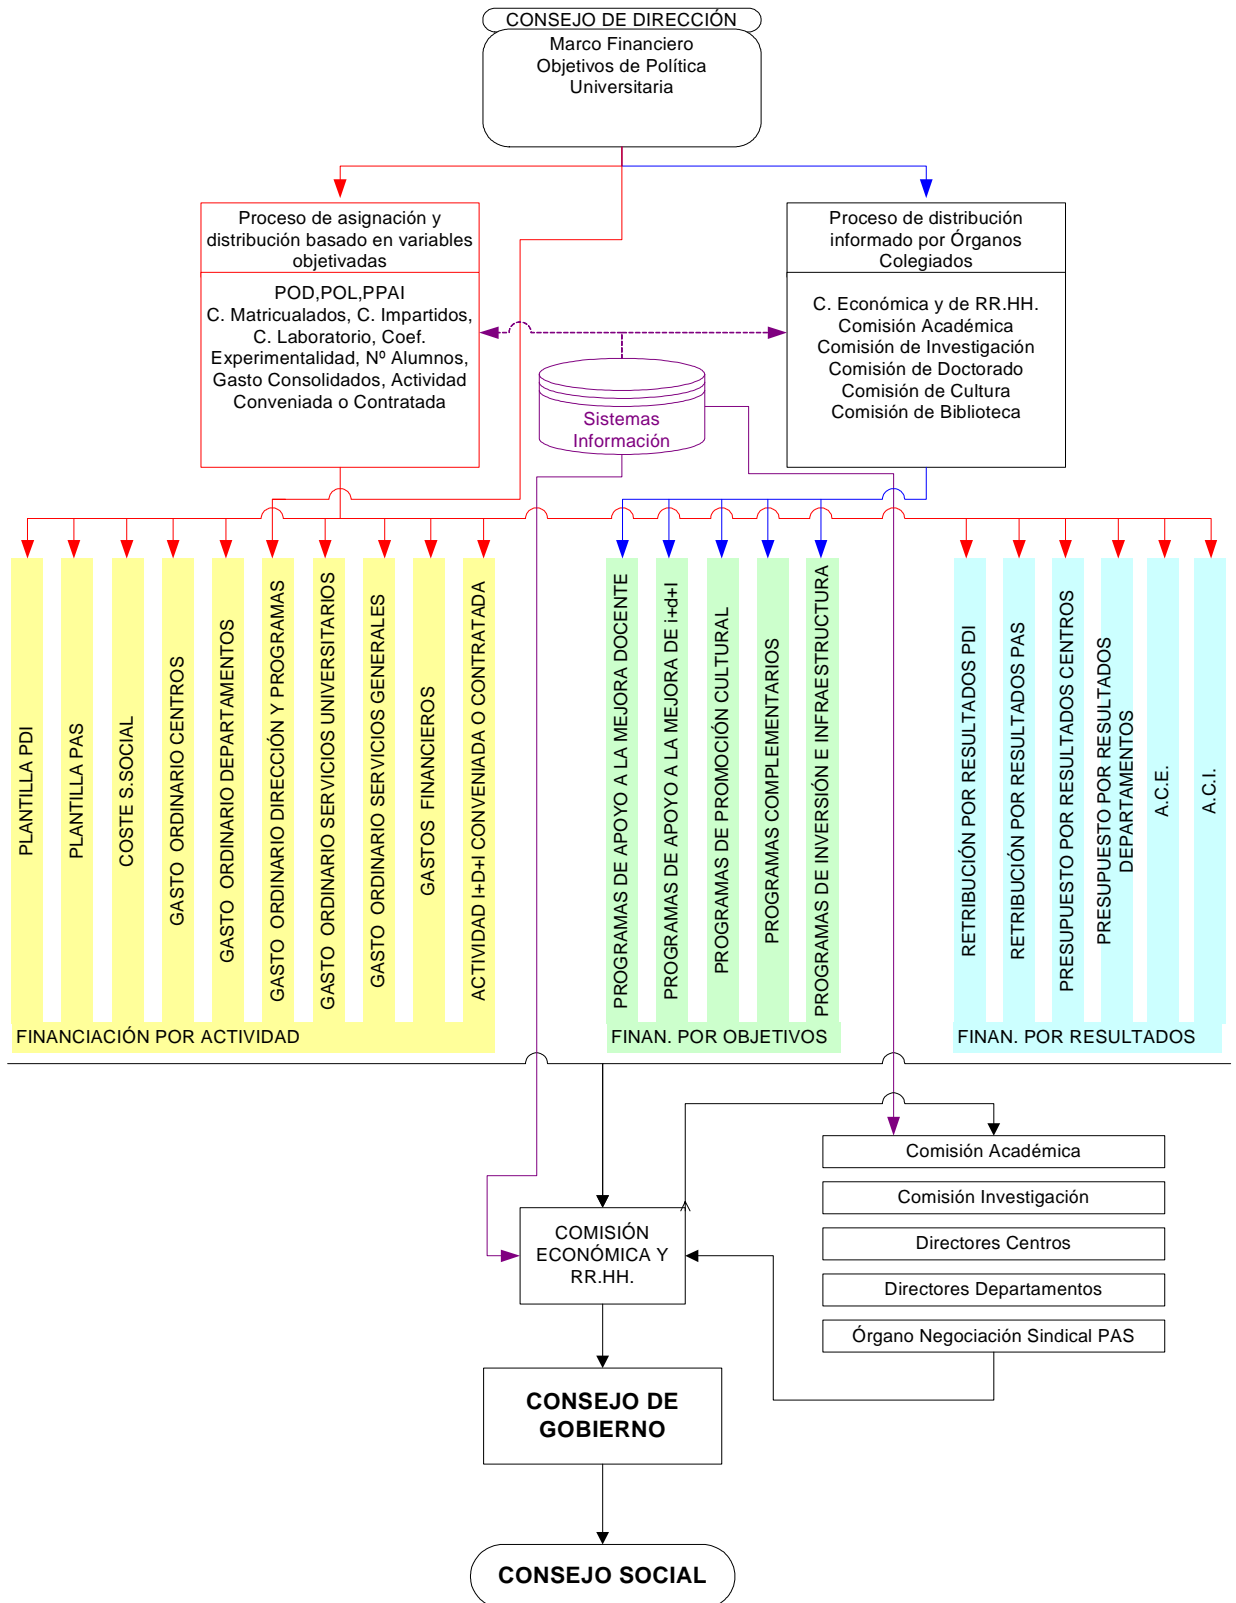 CONSEJO DE DIRECCIÓN
Marco Financiero
Objetivos de Política
Universitaria
Proceso de asignación y
distribución basado en variables
objetivadas
POD,POL,PPAI
C. Matricualados, C. Impartidos,
C. Laboratorio, Coef.
Experimentalidad, Nº Alumnos,
Gasto Consolidados, Actividad
Conveniada o Contratada
Proceso de distribución
informado por Órganos
Colegiados
C. Económica y de RR.HH.
Comisión Académica
Comisión de Investigación
Comisión de Doctorado
Comisión de Cultura
Comisión de Biblioteca
Sistemas
Información
PLANTILLA PDI
PLANTILLA PAS
COSTE S.SOCIAL
GASTO ORDINARIO CENTROS
GASTO ORDINARIO DEPARTAMENTOS
GASTO ORDINARIO DIRECCIÓN Y PROGRAMAS
GASTO ORDINARIO SERVICIOS UNIVERSITARIOS
GASTO ORDINARIO SERVICIOS GENERALES
GASTOS FINANCIEROS
ACTIVIDAD I+D+I CONVENIADA O CONTRATADA
FINANCIACIÓN POR ACTIVIDAD
PROGRAMAS DE APOYO A LA MEJORA DOCENTE
PROGRAMAS DE APOYO A LA MEJORA DE i+d+I
PROGRAMAS DE PROMOCIÓN CULTURAL
PROGRAMAS COMPLEMENTARIOS
PROGRAMAS DE INVERSIÓN E INFRAESTRUCTURA
FINAN. POR OBJETIVOS
RETRIBUCIÓN POR RESULTADOS PDI
RETRIBUCIÓN POR RESULTADOS PAS
PRESUPUESTO POR RESULTADOS CENTROS
PRESUPUESTO POR RESULTADOS
DEPARTAMENTOS
A.C.E.
A.C.I.
FINAN. POR RESULTADOS
Comisión Académica
Comisión Investigación
Directores Centros
Directores Departamentos
Órgano Negociación Sindical PAS
COMISIÓN
ECONÓMICA Y
RR.HH.
CONSEJO DE
GOBIERNO
CONSEJO SOCIAL